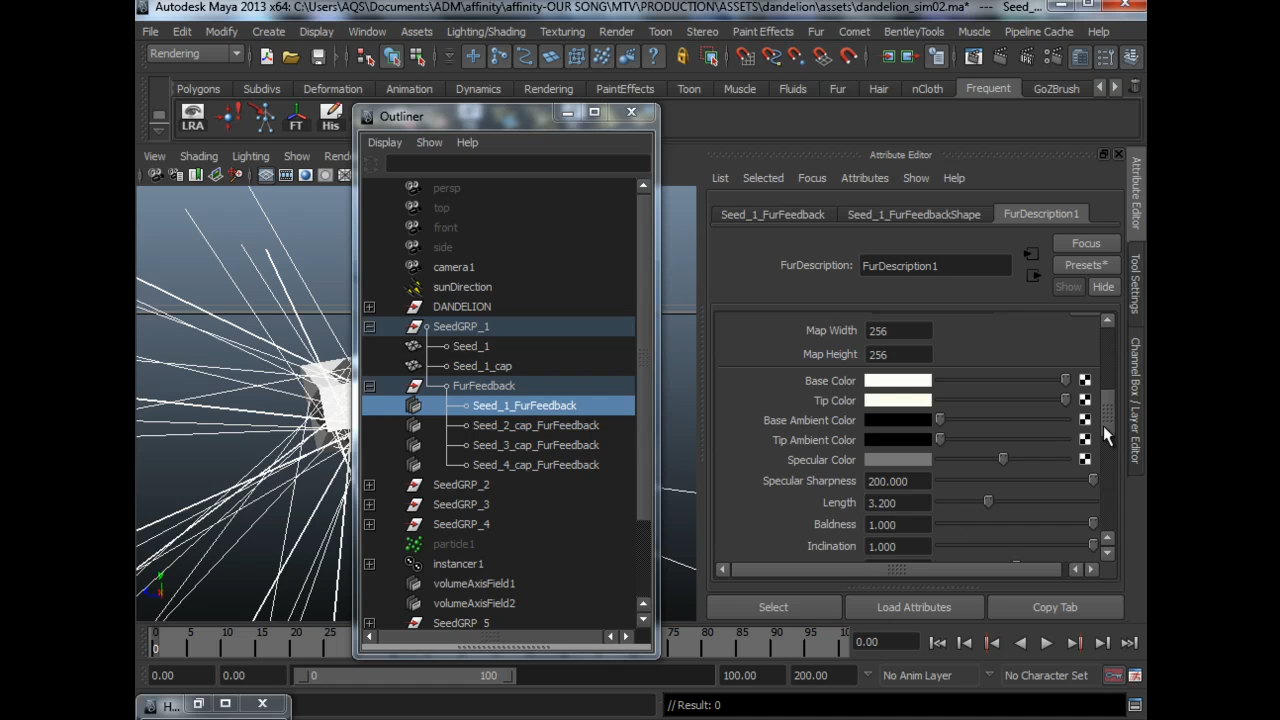 Autodesk Maya 2013 x64: C:\Users\AQS\Documents\ADM\affinity\affinity-OUR SONG\MTV\PRODUCTION\ASSETS\dandelion\assets\dandelion_sim02.ma* --- Seed_...
File Edit Modify Create Display Window Assets Lighting/Shading Texturing Render Toon Stereo Paint Effects Fur Comet BentleyTools Muscle Pipeline Cache Help
Rendering
Polygons Subdivs Deformation Animation Dynamics Rendering PaintEffects Toon Muscle Fluids Fur Hair nCloth Frequent GoZBrush
LRA FT His
Outliner
Display Show Help
View Shading Lighting Show Rende
persp
top
front
side
camera1
sunDirection
DANDELION
SeedGRP_1
Seed_1
Seed_1_cap
FurFeedback
Seed_1_FurFeedback
Seed_2_cap_FurFeedback
Seed_3_cap_FurFeedback
Seed_4_cap_FurFeedback
SeedGRP_2
SeedGRP_3
SeedGRP_4
particle1
instancer1
volumeAxisField1
volumeAxisField2
SeedGRP_5
Attribute Editor
List Selected Focus Attributes Show Help
Seed_1_FurFeedback Seed_1_FurFeedbackShape FurDescription1
Focus
FurDescription: FurDescription1 Presets*
Show Hide
Map Width 256
Map Height 256
Base Color
Tip Color
Base Ambient Color
Tip Ambient Color
Specular Color
Specular Sharpness 200.000
Length 3.200
Baldness 1.000
Inclination 1.000
Select Load Attributes Copy Tab
Attribute Editor
Tool Settings
Channel Box / Layer Editor
0 5 10 15 20 25 75 80 85 90 95 10 0.00
0
0.00 0.00 0 100 100.00 200.00 No Anim Layer No Character Set
H...
// Result: 0